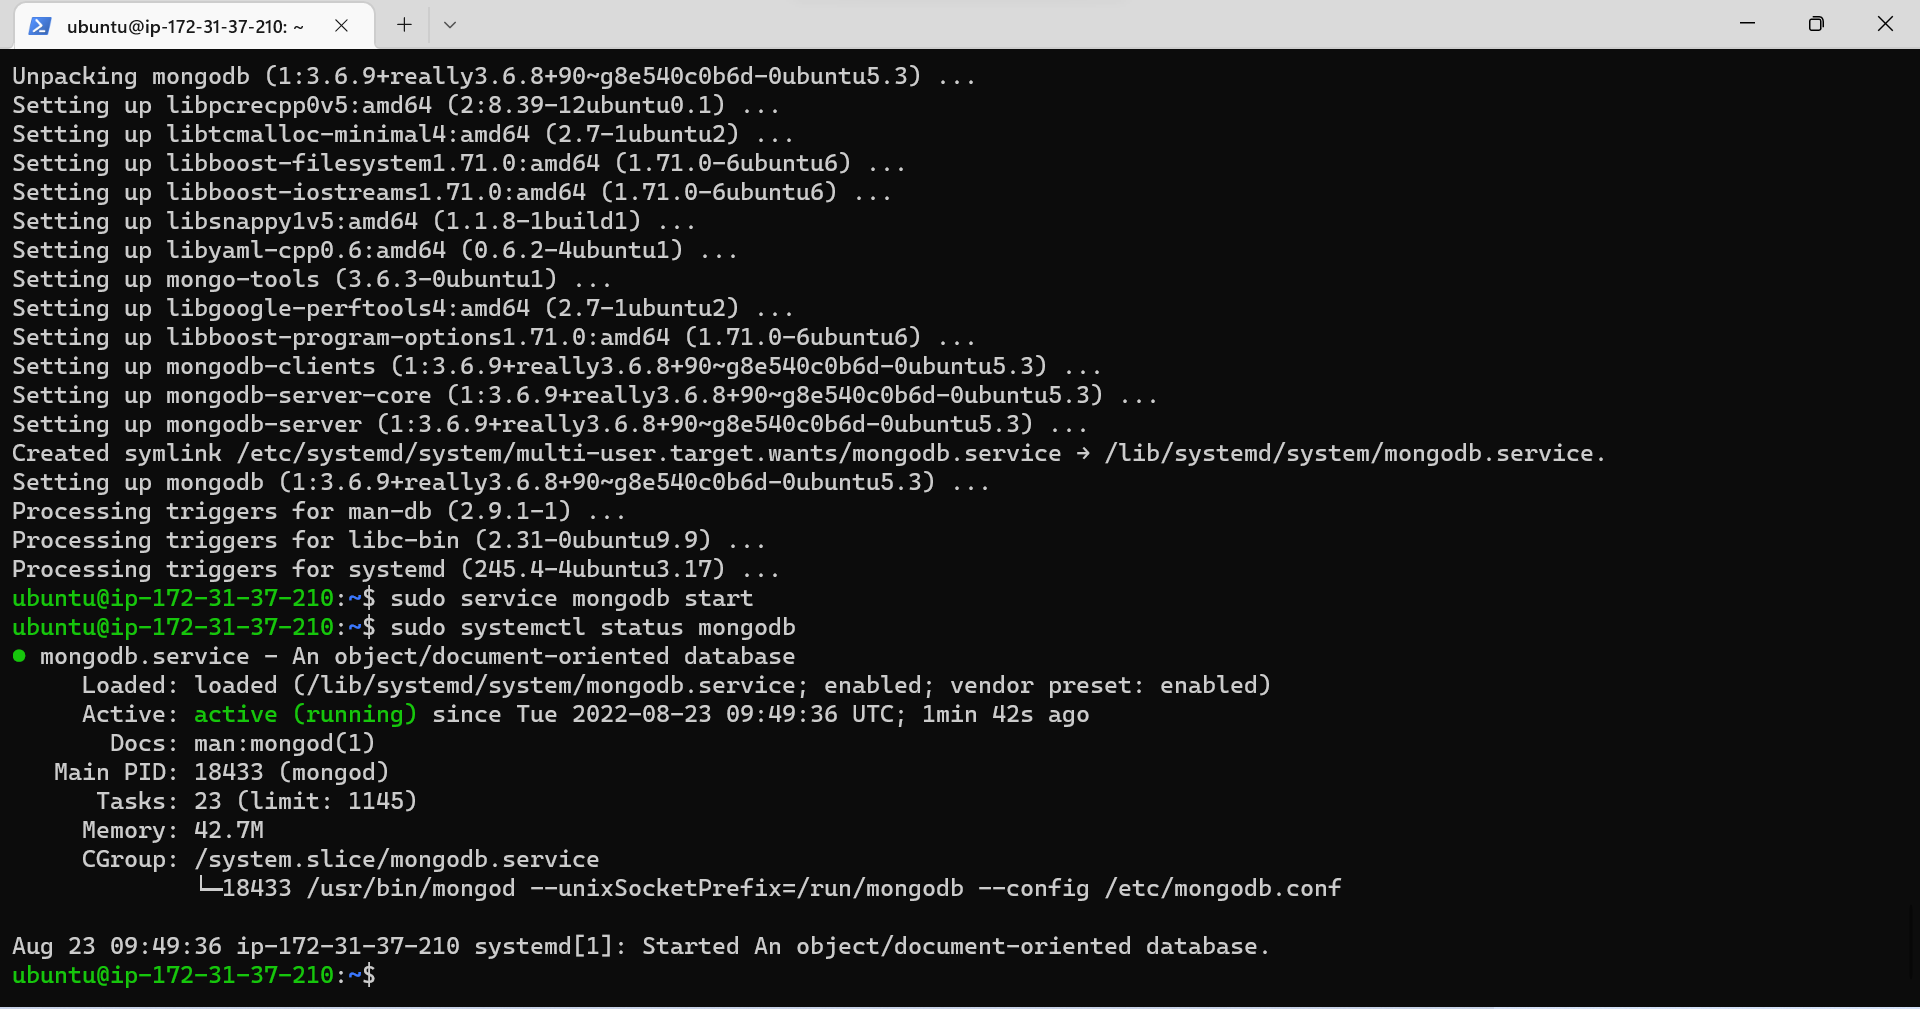 ubuntu@ip-172-31-37-210: ~
Unpacking mongodb (1:3.6.9+really3.6.8+90~g8e540c0b6d-0ubuntu5.3) ...
Setting up libpcrecpp0v5:amd64 (2:8.39-12ubuntu0.1) ...
Setting up libtcmalloc-minimal4:amd64 (2.7-1ubuntu2) ...
Setting up libboost-filesystem1.71.0:amd64 (1.71.0-6ubuntu6) ...
Setting up libboost-iostreams1.71.0:amd64 (1.71.0-6ubuntu6) ...
Setting up libsnappy1v5:amd64 (1.1.8-1build1) ...
Setting up libyaml-cpp0.6:amd64 (0.6.2-4ubuntu1) ...
Setting up mongo-tools (3.6.3-0ubuntu1) ...
Setting up libgoogle-perftools4:amd64 (2.7-1ubuntu2) ...
Setting up libboost-program-options1.71.0:amd64 (1.71.0-6ubuntu6) ...
Setting up mongodb-clients (1:3.6.9+really3.6.8+90~g8e540c0b6d-0ubuntu5.3) ...
Setting up mongodb-server-core (1:3.6.9+really3.6.8+90~g8e540c0b6d-0ubuntu5.3) ...
Setting up mongodb-server (1:3.6.9+really3.6.8+90~g8e540c0b6d-0ubuntu5.3) ...
Created symlink /etc/systemd/system/multi-user.target.wants/mongodb.service → /lib/systemd/system/mongodb.service.
Setting up mongodb (1:3.6.9+really3.6.8+90~g8e540c0b6d-0ubuntu5.3) ...
Processing triggers for man-db (2.9.1-1) ...
Processing triggers for libc-bin (2.31-0ubuntu9.9) ...
Processing triggers for systemd (245.4-4ubuntu3.17) ...
ubuntu@ip-172-31-37-210:~$ sudo service mongodb start
ubuntu@ip-172-31-37-210:~$ sudo systemctl status mongodb
● mongodb.service - An object/document-oriented database
     Loaded: loaded (/lib/systemd/system/mongodb.service; enabled; vendor preset: enabled)
     Active: active (running) since Tue 2022-08-23 09:49:36 UTC; 1min 42s ago
       Docs: man:mongod(1)
   Main PID: 18433 (mongod)
      Tasks: 23 (limit: 1145)
     Memory: 42.7M
     CGroup: /system.slice/mongodb.service
             └─18433 /usr/bin/mongod --unixSocketPrefix=/run/mongodb --config /etc/mongodb.conf
Aug 23 09:49:36 ip-172-31-37-210 systemd[1]: Started An object/document-oriented database.
ubuntu@ip-172-31-37-210:~$